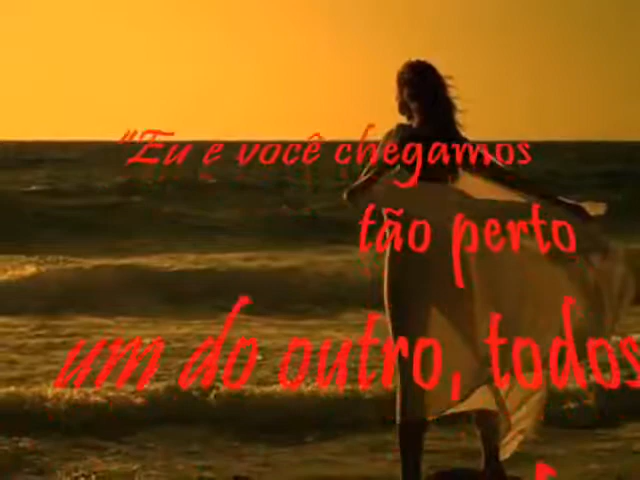 "Eu e você chegamos
tão perto
um do outro, todos